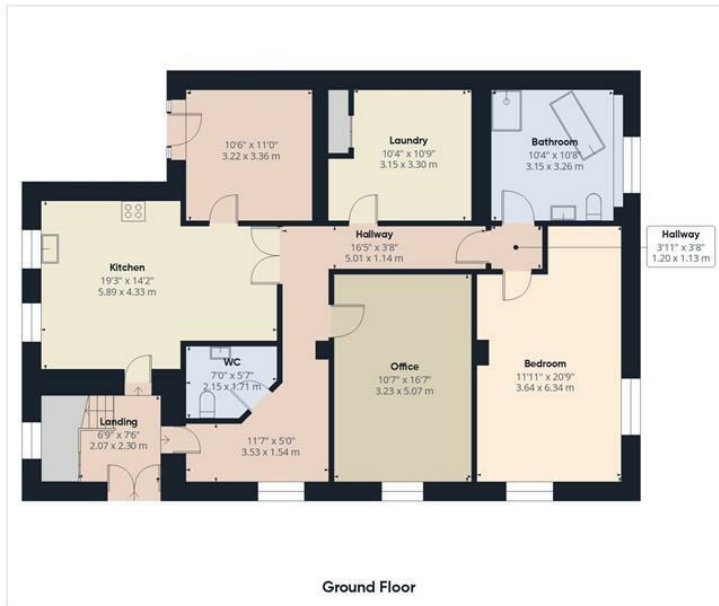 10'6" x 11'0"
3.22 x 3.36 m
Laundry
10'4" x 10'9"
3.15 x 3.30 m
Bathroom
10'4" x 10'8"
3.15 x 3.26 m
Hallway
16'5" x 3'8"
5.01 x 1.14 m
Hallway
3'11" x 3'8"
1.20 x 1.13 m
Kitchen
19'3" x 14'2"
5.89 x 4.33 m
WC
7'0" x 5'7"
2.15 x 1.71 m
Office
10'7" x 16'7"
3.23 x 5.07 m
Bedroom
11'11" x 20'9"
3.64 x 6.34 m
Landing
6'9" x 7'6"
2.07 x 2.30 m
11'7" x 5'0"
3.53 x 1.54 m
Ground Floor